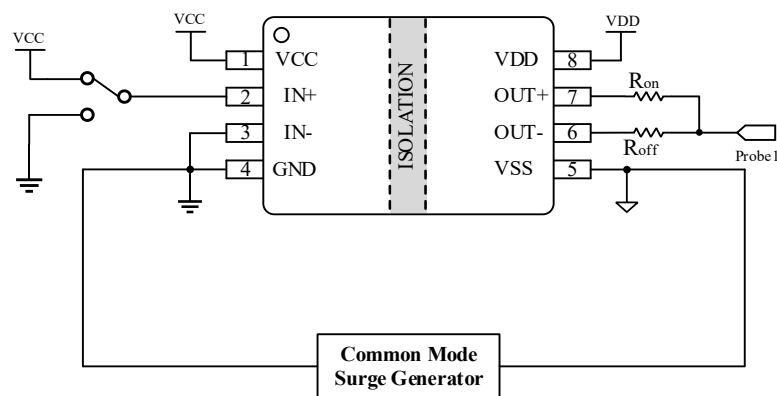 VCC
VCC
VDD
1 VCC
VDD 8
2 IN+
OUT+ 7
Ron
3 IN-
OUT- 6
Roff
Probe1
4 GND
VSS 5
ISOLATION
Common Mode
Surge Generator